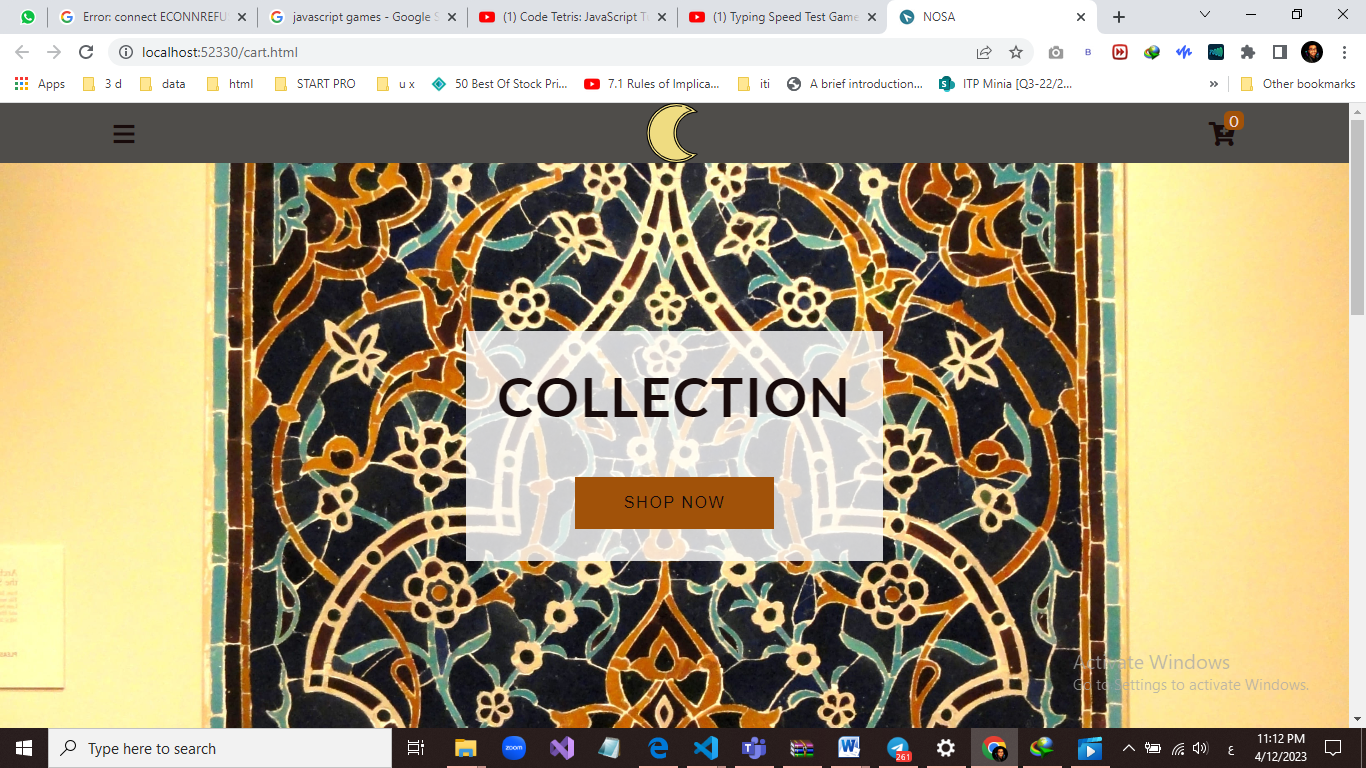 Error: connect ECONNREFU
javascript games - Google S
(1) Code Tetris: JavaScript T
(1) Typing Speed Test Game
NOSA
localhost:52330/cart.html
B
Apps
3 d
data
html
START PRO
u x
50 Best Of Stock Pri...
7.1 Rules of Implica...
iti
A brief introduction...
ITP Minia [Q3-22/2...
»
Other bookmarks
0
COLLECTION
SHOP NOW
Activate Windows
Go to Settings to activate Windows.
Type here to search
zoom
261
ع
11:12 PM
4/12/2023